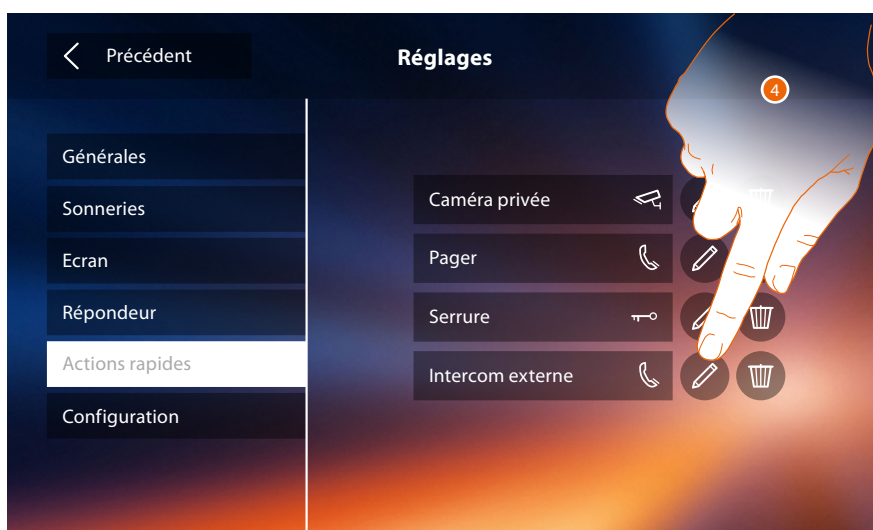 Précédent
Réglages
4
Générales
Sonneries
Ecran
Répondeur
Actions rapides
Configuration
Caméra privée
Pager
Serrure
Intercom externe